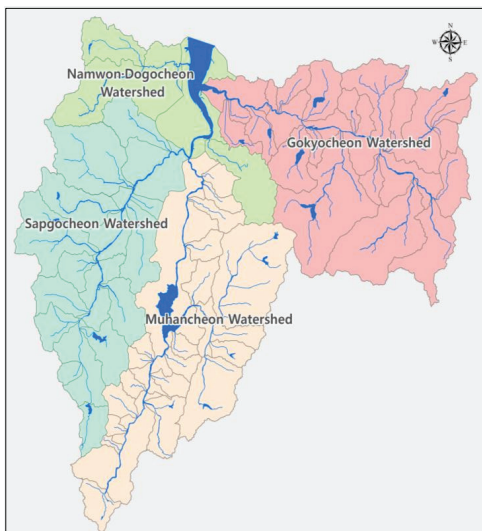 N
W E
S
Namwon Dogocheon
Watershed
Gokyocheon Watershed
Sapgocheon Watershed
Muhancheon Watershed